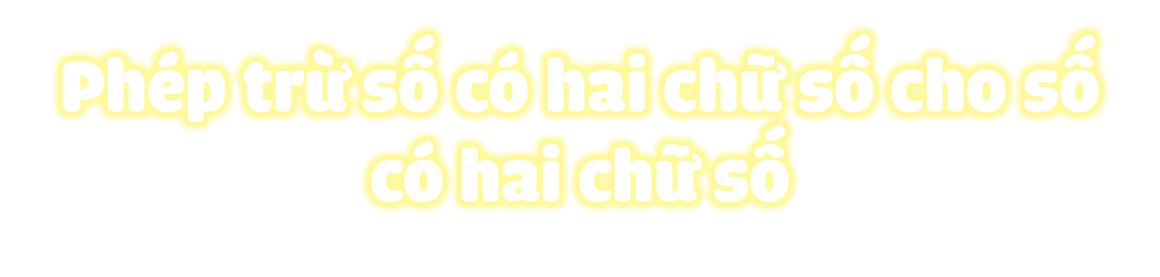 Phép trừ số có hai chữ số cho số
có hai chữ số